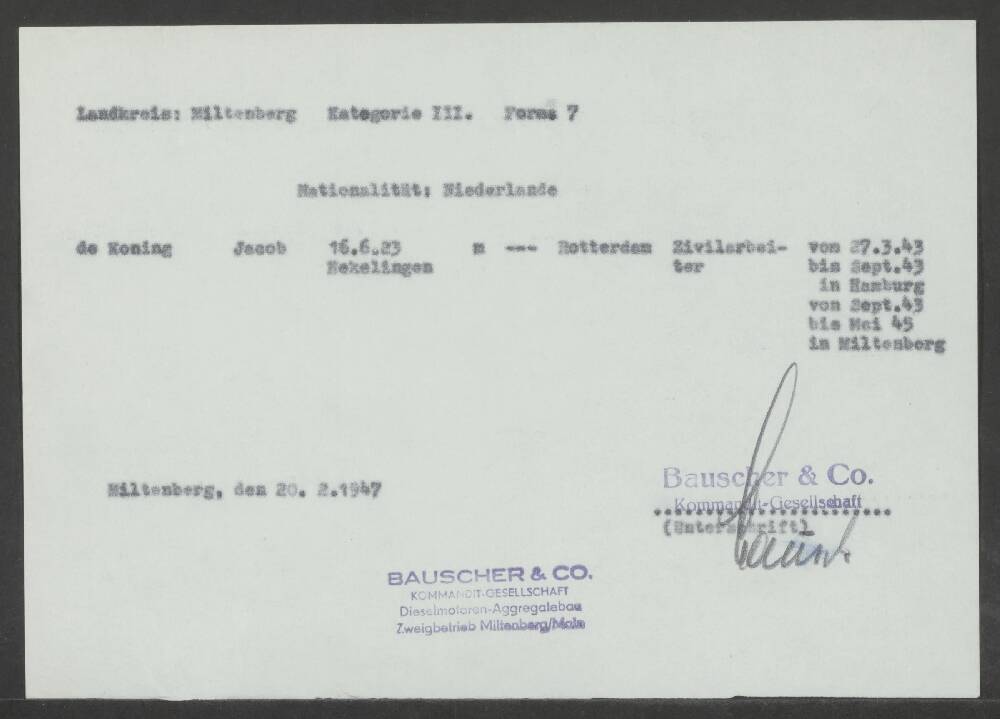 Landkreis: Miltenberg Kategorie III. Forma 7
Nationalität: Niederlande
de Koning Jacob 16.6.23 m --- Rotterdam Zivilarbei- von 27.3.43
Hekelingen ter bis Sept.43
in Hamburg
von Sept.43
bis Mai 45
in Miltenberg
Miltenberg, den 20. 2.1947
Bauscher & Co.
Kommandit-Gesellschaft
(Unterschrift)
BAUSCHER & CO.
KOMMANDIT-GESELLSCHAFT
Dieselmotoren-Aggregatebau
Zweigbetrieb Miltenberg/Main